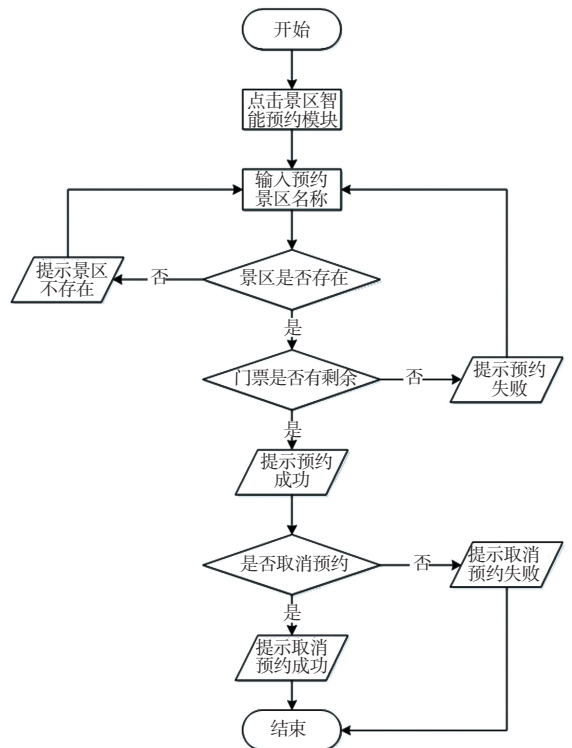 开始
点击景区智
能预约模块
输入预约
景区名称
提示景区
不存在
否
景区是否存在
是
门票是否有剩余
否
提示预约
失败
是
提示预约
成功
是否取消预约
否
提示取消
预约失败
是
提示取消
预约成功
结束